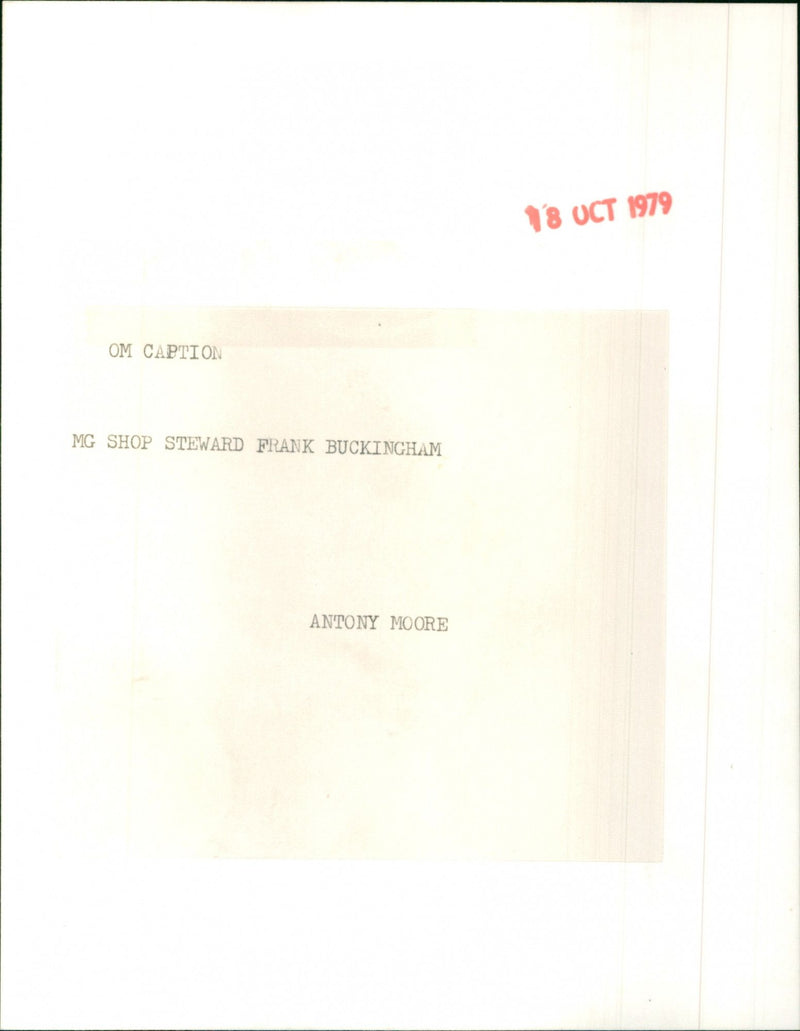 18 OCT 1979
OM CAPTION
MG SHOP STEWARD FRANK BUCKINGHAM
ANTONY MOORE